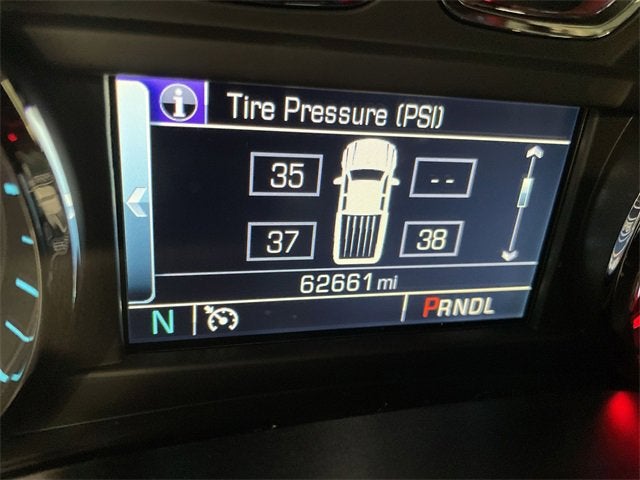 i Tire Pressure (PSI)
35 --
37 38
62661 mi
N PRNDL